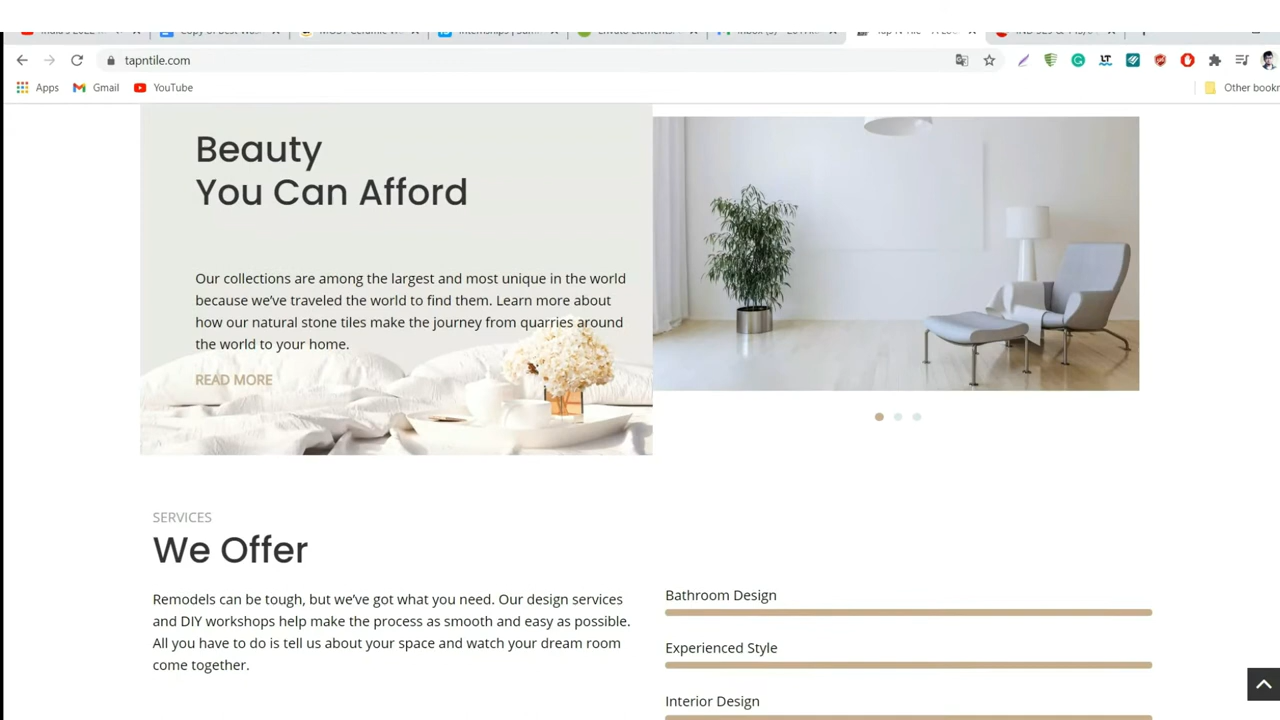 tapntile.com
Apps Gmail YouTube Other bookr
Beauty
You Can Afford
Our collections are among the largest and most unique in the world
because we've traveled the world to find them. Learn more about
how our natural stone tiles make the journey from quarries around
the world to your home.
READ MORE
SERVICES
We Offer
Remodels can be tough, but we've got what you need. Our design services
and DIY workshops help make the process as smooth and easy as possible.
All you have to do is tell us about your space and watch your dream room
come together.
Bathroom Design
Experienced Style
Interior Design